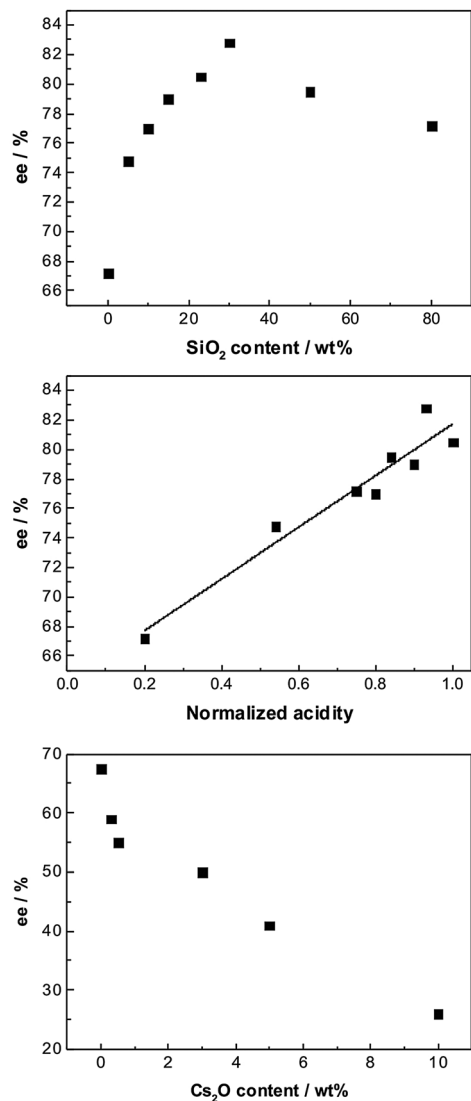 84
82
80
78
76
74
72
70
68
66
ee / %
0 20 40 60 80
SiO₂ content / wt%
84
82
80
78
76
74
72
70
68
66
ee / %
0.0 0.2 0.4 0.6 0.8 1.0
Normalized acidity
70
60
50
40
30
20
ee / %
0 2 4 6 8 10
Cs₂O content / wt%